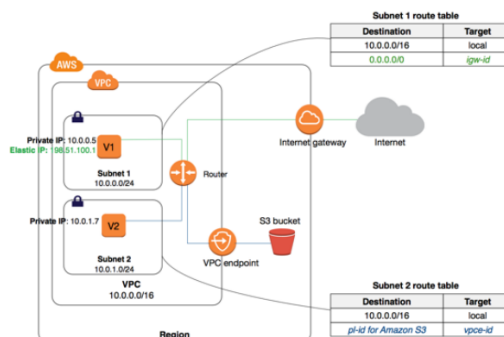 Subnet 1 route table
Destination Target
10.0.0.0/16 local
0.0.0.0/0 igw-id
AWS
VPC
Private IP: 10.0.0.5
Elastic IP: 198.51.100.1
V1
Subnet 1
10.0.0.0/24
Internet gateway
Internet
Router
Private IP: 10.0.1.7
V2
S3 bucket
Subnet 2
10.0.1.0/24
VPC endpoint
VPC
10.0.0.0/16
Subnet 2 route table
Destination Target
10.0.0.0/16 local
pl-id for Amazon S3 vpce-id
Region